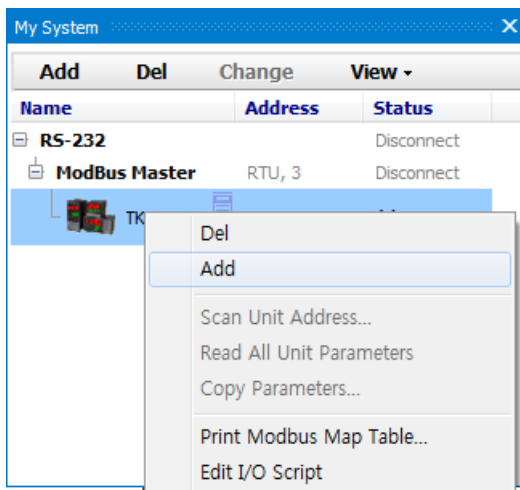 My System
Add Del Change View
Name Address Status
RS-232 Disconnect
ModBus Master RTU, 3 Disconnect
TK
Del
Add
Scan Unit Address...
Read All Unit Parameters
Copy Parameters...
Print Modbus Map Table...
Edit I/O Script